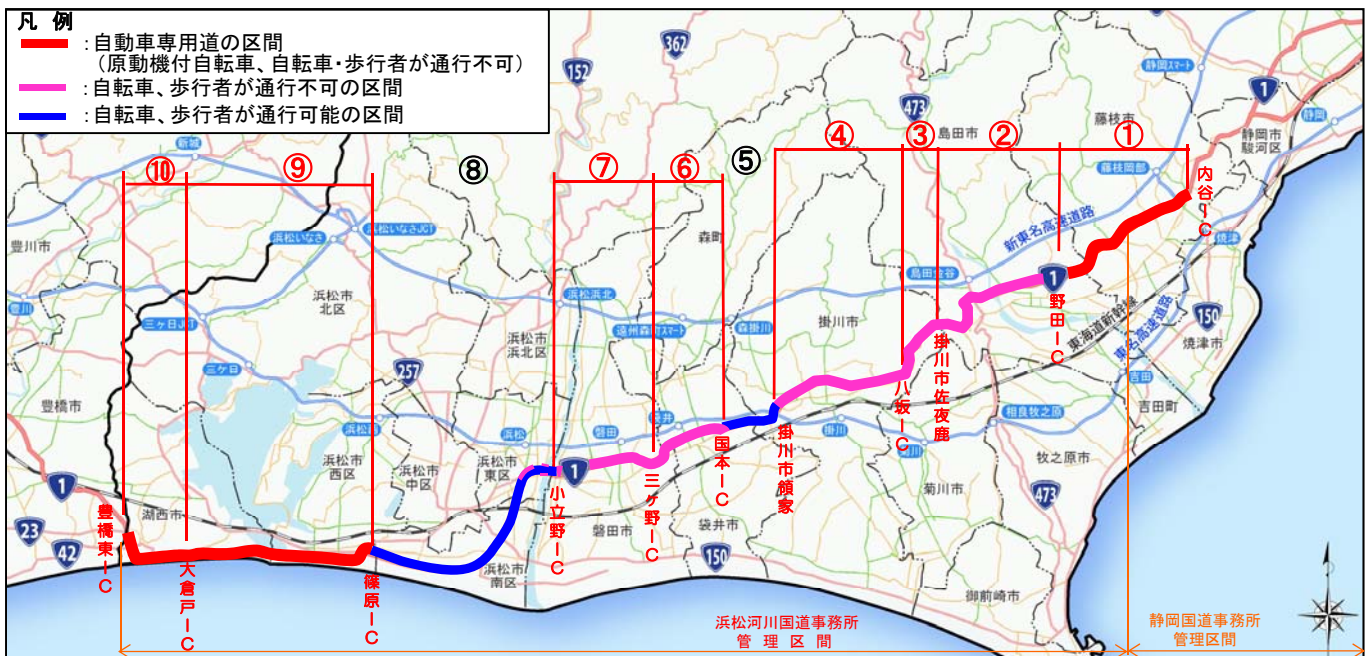 凡 例
:自動車専用道の区間
(原動機付自転車、自転車・歩行者が通行不可)
:自転車、歩行者が通行不可の区間
:自転車、歩行者が通行可能の区間
362
152
473
1
静岡スマート
静岡
静岡市
駿河区
藤枝市
島田市
藤枝岡部
①
②
③
④
⑤
⑥
⑦
⑧
⑨
⑩
新城
浜松いなさ
浜松いなさJCT
豊川市
豊川
三ヶ日JCT
三ケ日
浜松市
北区
浜松市
浜北区
浜松浜北
遠州森町スマート
森掛川
森町
掛川市
島田金谷
新東名高速道路
内谷IC
焼津
焼津市
150
1
野田IC
東海道新幹線
東名高速道路
吉田
吉田町
257
豊橋市
浜松西
浜松
磐田
袋井
掛川
菊川
相良牧之原
牧之原市
掛川市佐夜鹿
八坂IC
掛川市領家
国本IC
三ヶ野IC
小立野IC
1
浜松市
西区
浜松市
中区
浜松市
東区
浜松市
南区
磐田市
袋井市
菊川市
473
150
御前崎市
1
23
42
湖西市
豊橋東IC
大倉戸IC
篠原IC
浜松河川国道事務所
管 理 区 間
静岡国道事務所
管理区間